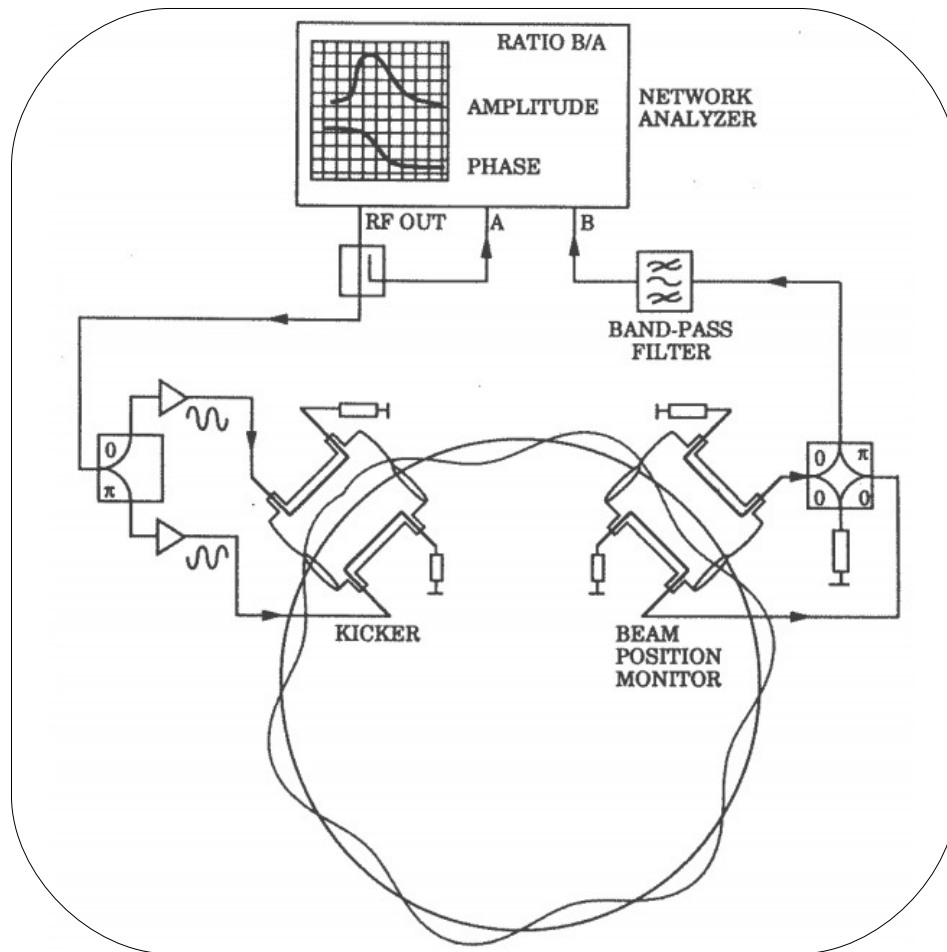 RATIO B/A
AMPLITUDE
PHASE
NETWORK
ANALYZER
RF OUT
A
B
BAND-PASS
FILTER
0
π
0
π
0
0
KICKER
BEAM
POSITION
MONITOR